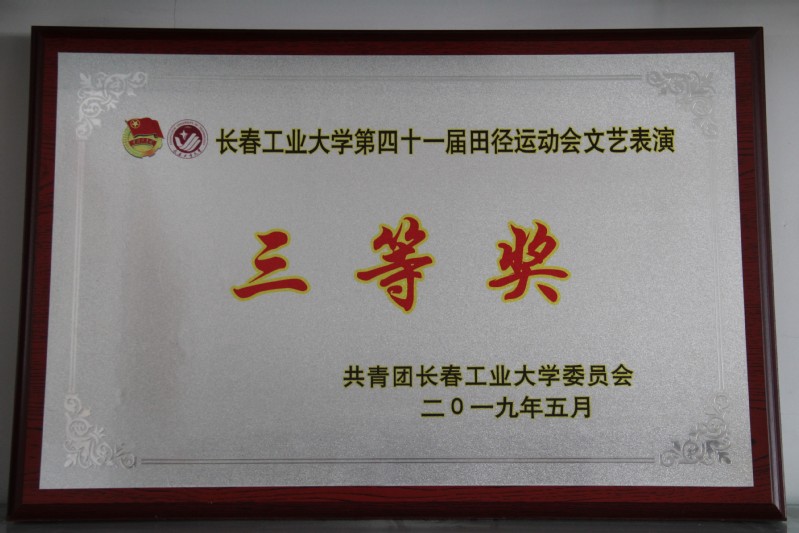 长春工业大学第四十一届田径运动会文艺表演
三等奖
共青团长春工业大学委员会
二0一九年五月